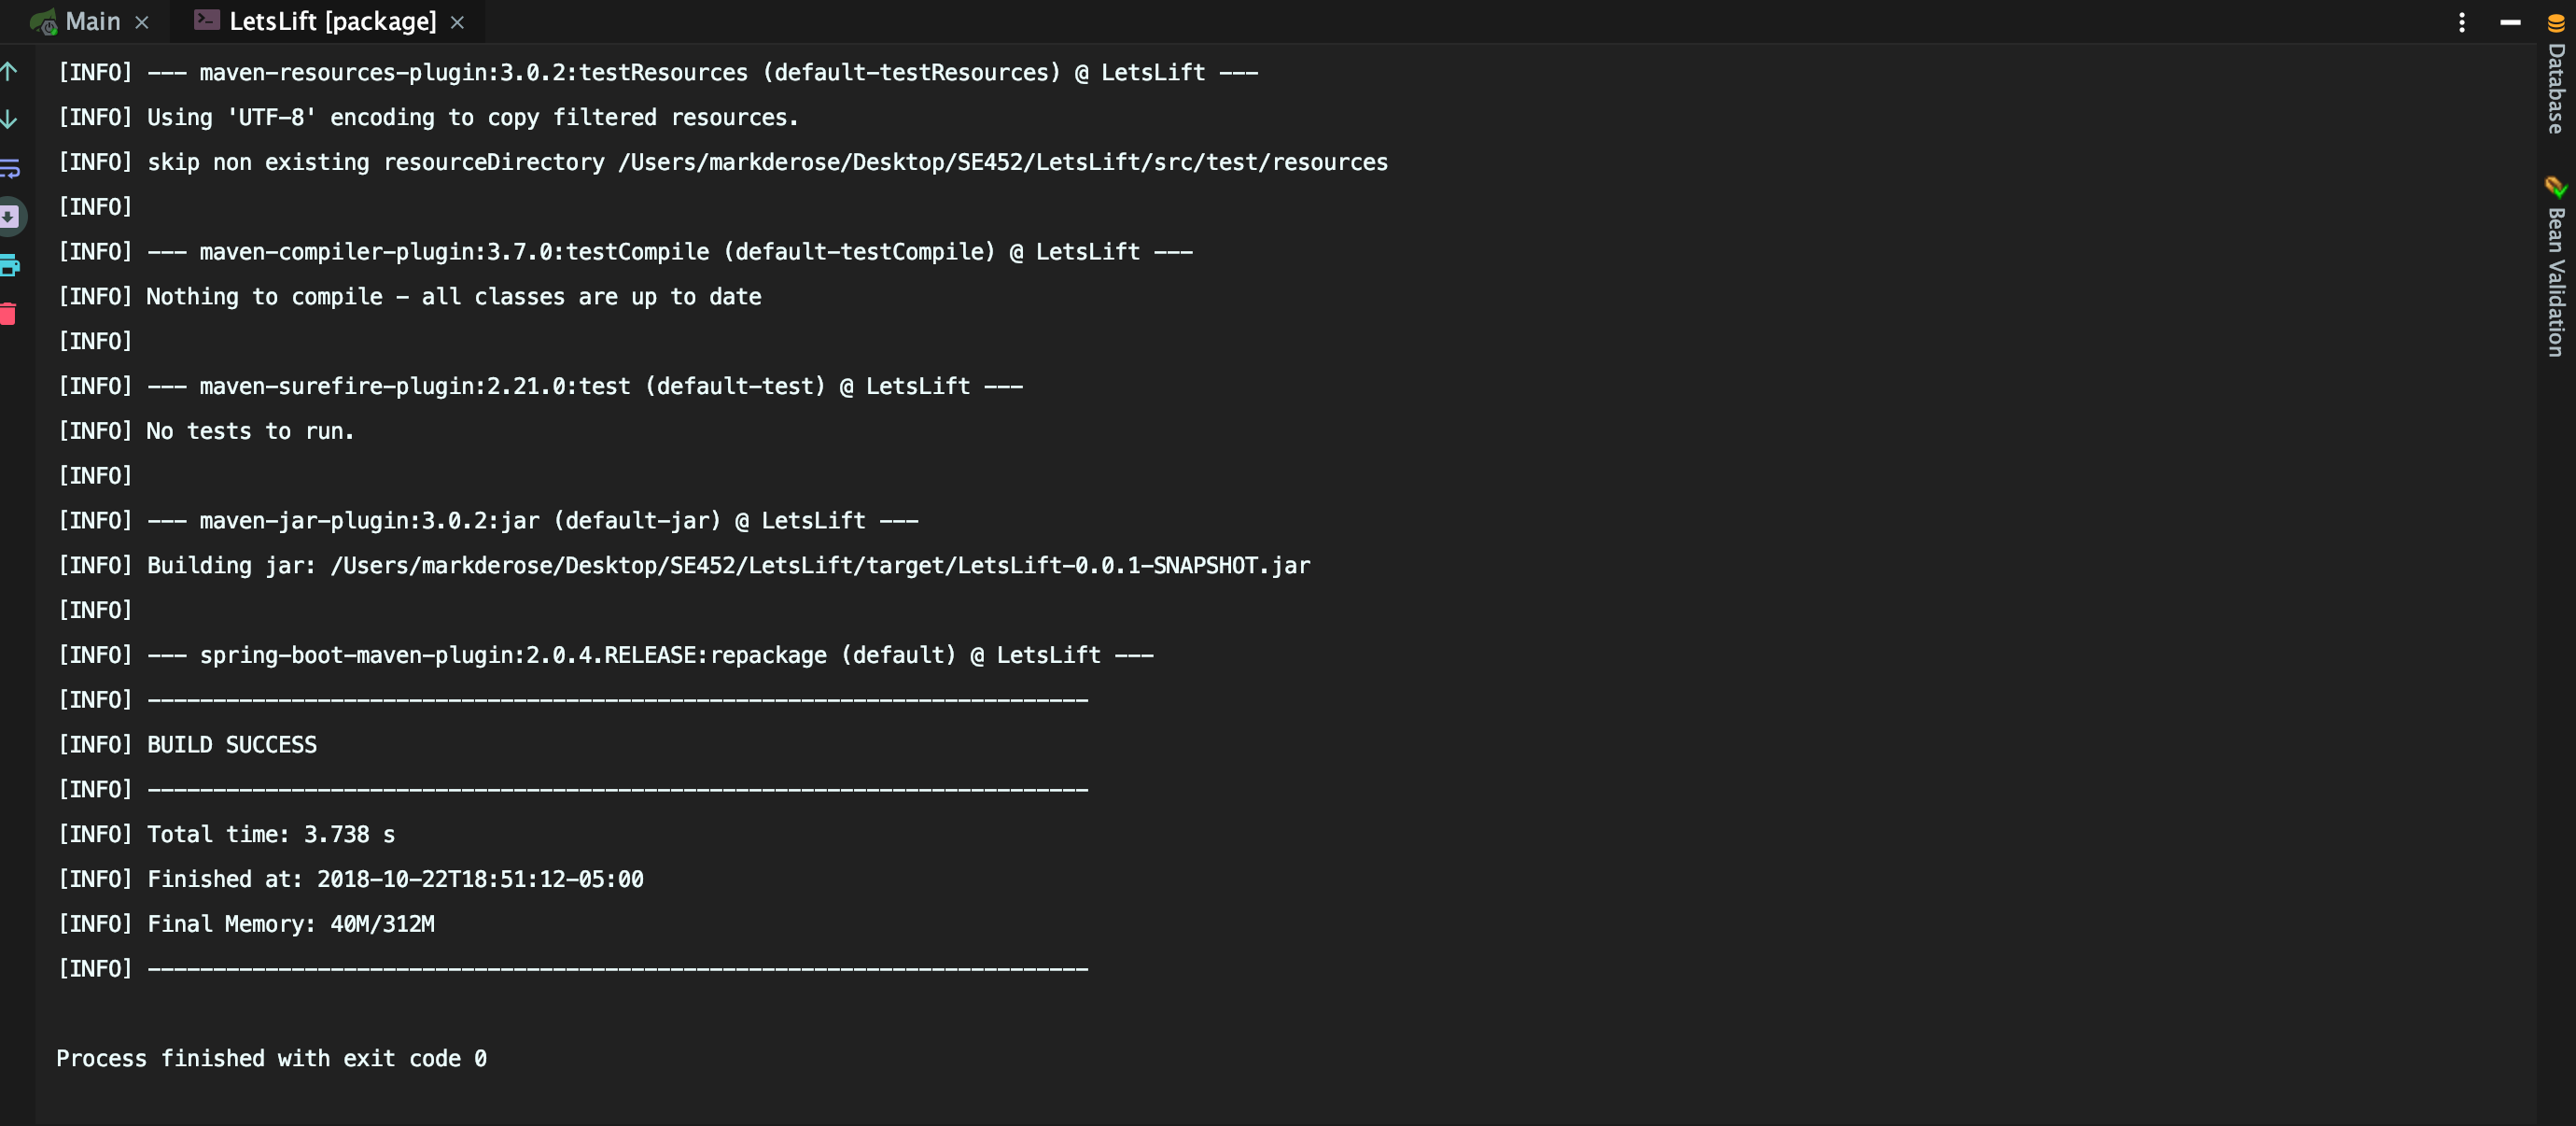 Main
LetsLift [package]
[INFO] --- maven-resources-plugin:3.0.2:testResources (default-testResources) @ LetsLift ---
[INFO] Using 'UTF-8' encoding to copy filtered resources.
[INFO] skip non existing resourceDirectory /Users/markderose/Desktop/SE452/LetsLift/src/test/resources
[INFO]
[INFO] --- maven-compiler-plugin:3.7.0:testCompile (default-testCompile) @ LetsLift ---
[INFO] Nothing to compile - all classes are up to date
[INFO]
[INFO] --- maven-surefire-plugin:2.21.0:test (default-test) @ LetsLift ---
[INFO] No tests to run.
[INFO]
[INFO] --- maven-jar-plugin:3.0.2:jar (default-jar) @ LetsLift ---
[INFO] Building jar: /Users/markderose/Desktop/SE452/LetsLift/target/LetsLift-0.0.1-SNAPSHOT.jar
[INFO]
[INFO] --- spring-boot-maven-plugin:2.0.4.RELEASE:repackage (default) @ LetsLift ---
[INFO] ------------------------------------------------------------------------
[INFO] BUILD SUCCESS
[INFO] ------------------------------------------------------------------------
[INFO] Total time: 3.738 s
[INFO] Finished at: 2018-10-22T18:51:12-05:00
[INFO] Final Memory: 40M/312M
[INFO] ------------------------------------------------------------------------
Process finished with exit code 0
Database
Bean Validation